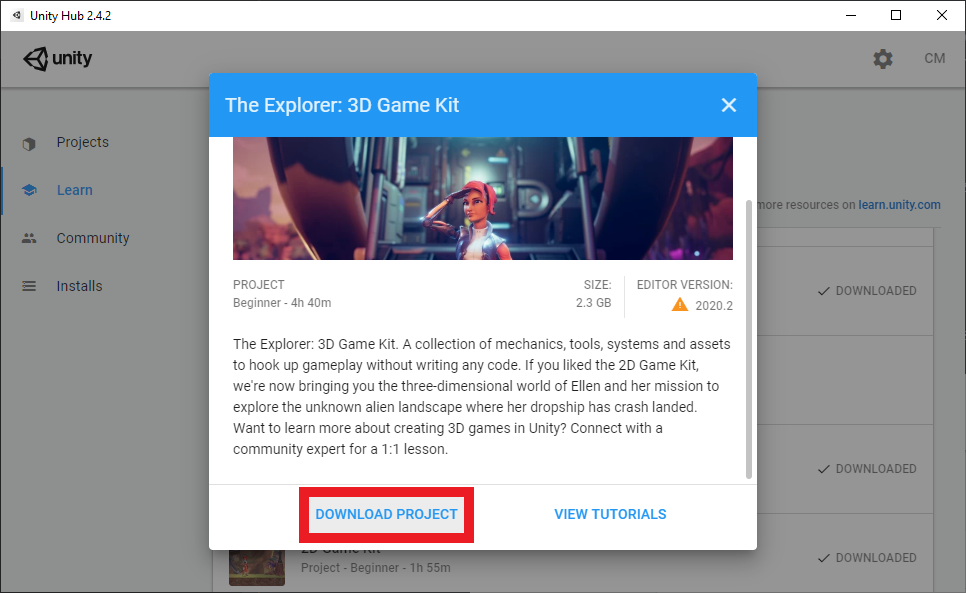 Unity Hub 2.4.2
unity
CM
The Explorer: 3D Game Kit
Projects
Learn
Community
Installs
more resources on learn.unity.com
PROJECT
SIZE:
EDITOR VERSION:
Beginner - 4h 40m
2.3 GB
2020.2
DOWNLOADED
The Explorer: 3D Game Kit. A collection of mechanics, tools, systems and assets
to hook up gameplay without writing any code. If you liked the 2D Game Kit,
we're now bringing you the three-dimensional world of Ellen and her mission to
explore the unknown alien landscape where her dropship has crash landed.
Want to learn more about creating 3D games in Unity? Connect with a
community expert for a 1:1 lesson.
DOWNLOADED
DOWNLOAD PROJECT
VIEW TUTORIALS
2D Game Kit
Project - Beginner - 1h 55m
DOWNLOADED